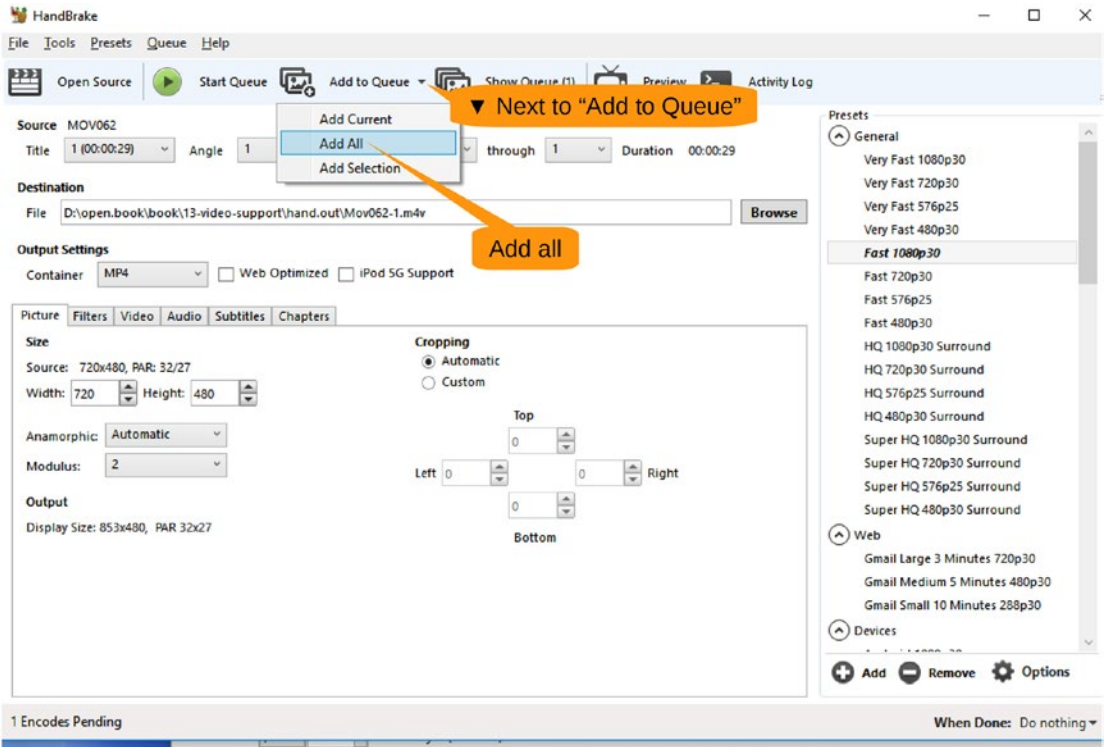 HandBrake
File Tools Presets Queue Help
Open Source Start Queue Add to Queue Show Queue (1) Preview Activity Log
▼ Next to “Add to Queue”
Add Current
Add All
Add Selection
Add all
Source MOV062
Title 1 (00:00:29) Angle 1 through 1 Duration 00:00:29
Destination
File D:\open.book\book\13-video-support\hand.out\Mov062-1.m4v Browse
Output Settings
Container MP4 Web Optimized iPod 5G Support
Picture Filters Video Audio Subtitles Chapters
Size
Source: 720x480, PAR: 32/27
Width: 720 Height: 480
Anamorphic: Automatic
Modulus: 2
Output
Display Size: 853x480, PAR 32x27
Cropping
Automatic
Custom
Top
0
Left 0 0 Right
0
Bottom
Presets
General
Very Fast 1080p30
Very Fast 720p30
Very Fast 576p25
Very Fast 480p30
Fast 1080p30
Fast 720p30
Fast 576p25
Fast 480p30
HQ 1080p30 Surround
HQ 720p30 Surround
HQ 576p25 Surround
HQ 480p30 Surround
Super HQ 1080p30 Surround
Super HQ 720p30 Surround
Super HQ 576p25 Surround
Super HQ 480p30 Surround
Web
Gmail Large 3 Minutes 720p30
Gmail Medium 5 Minutes 480p30
Gmail Small 10 Minutes 288p30
Devices
Add Remove Options
1 Encodes Pending When Done: Do nothing